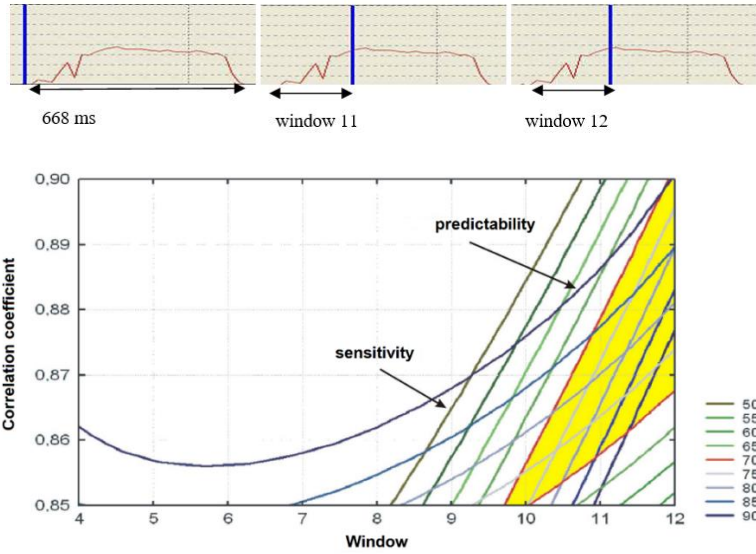 668 ms
window 11
window 12
0,90
0,89
0,88
0,87
0,86
0,85
Correlation coefficient
predictability
sensitivity
4 5 6 7 8 9 10 11 12
Window
50
55
60
65
70
75
80
85
90